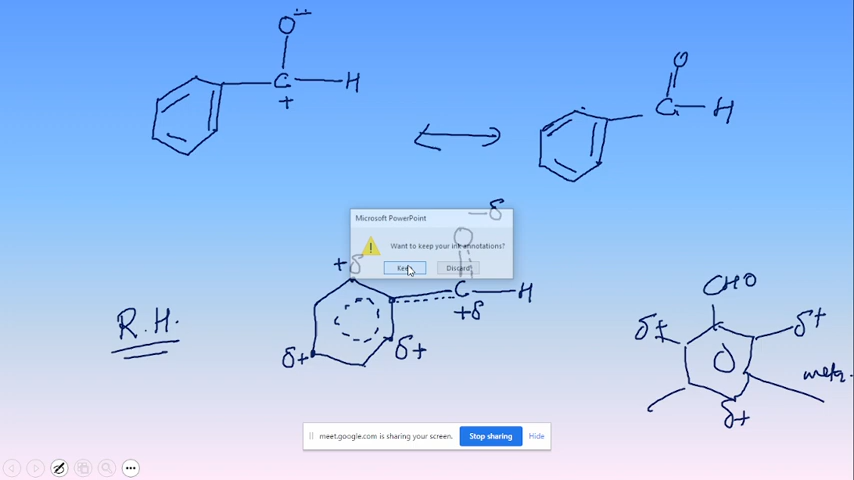 O⁻
C — H
+
O
C — H
Microsoft PowerPoint
Want to keep your ink annotations?
Keep
Discard
-δ
O
+δ
C — H
+δ
δ+
δ+
R.H.
CHO
δ+
δ+
meta.
δ+
meet.google.com is sharing your screen.
Stop sharing
Hide